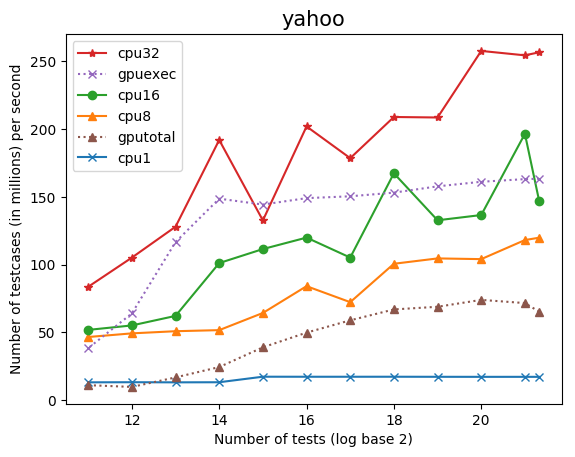 yahoo
Number of testcases (in millions) per second
250
200
150
100
50
0
cpu32
gpuexec
cpu16
cpu8
gputotal
cpu1
12
14
16
18
20
Number of tests (log base 2)